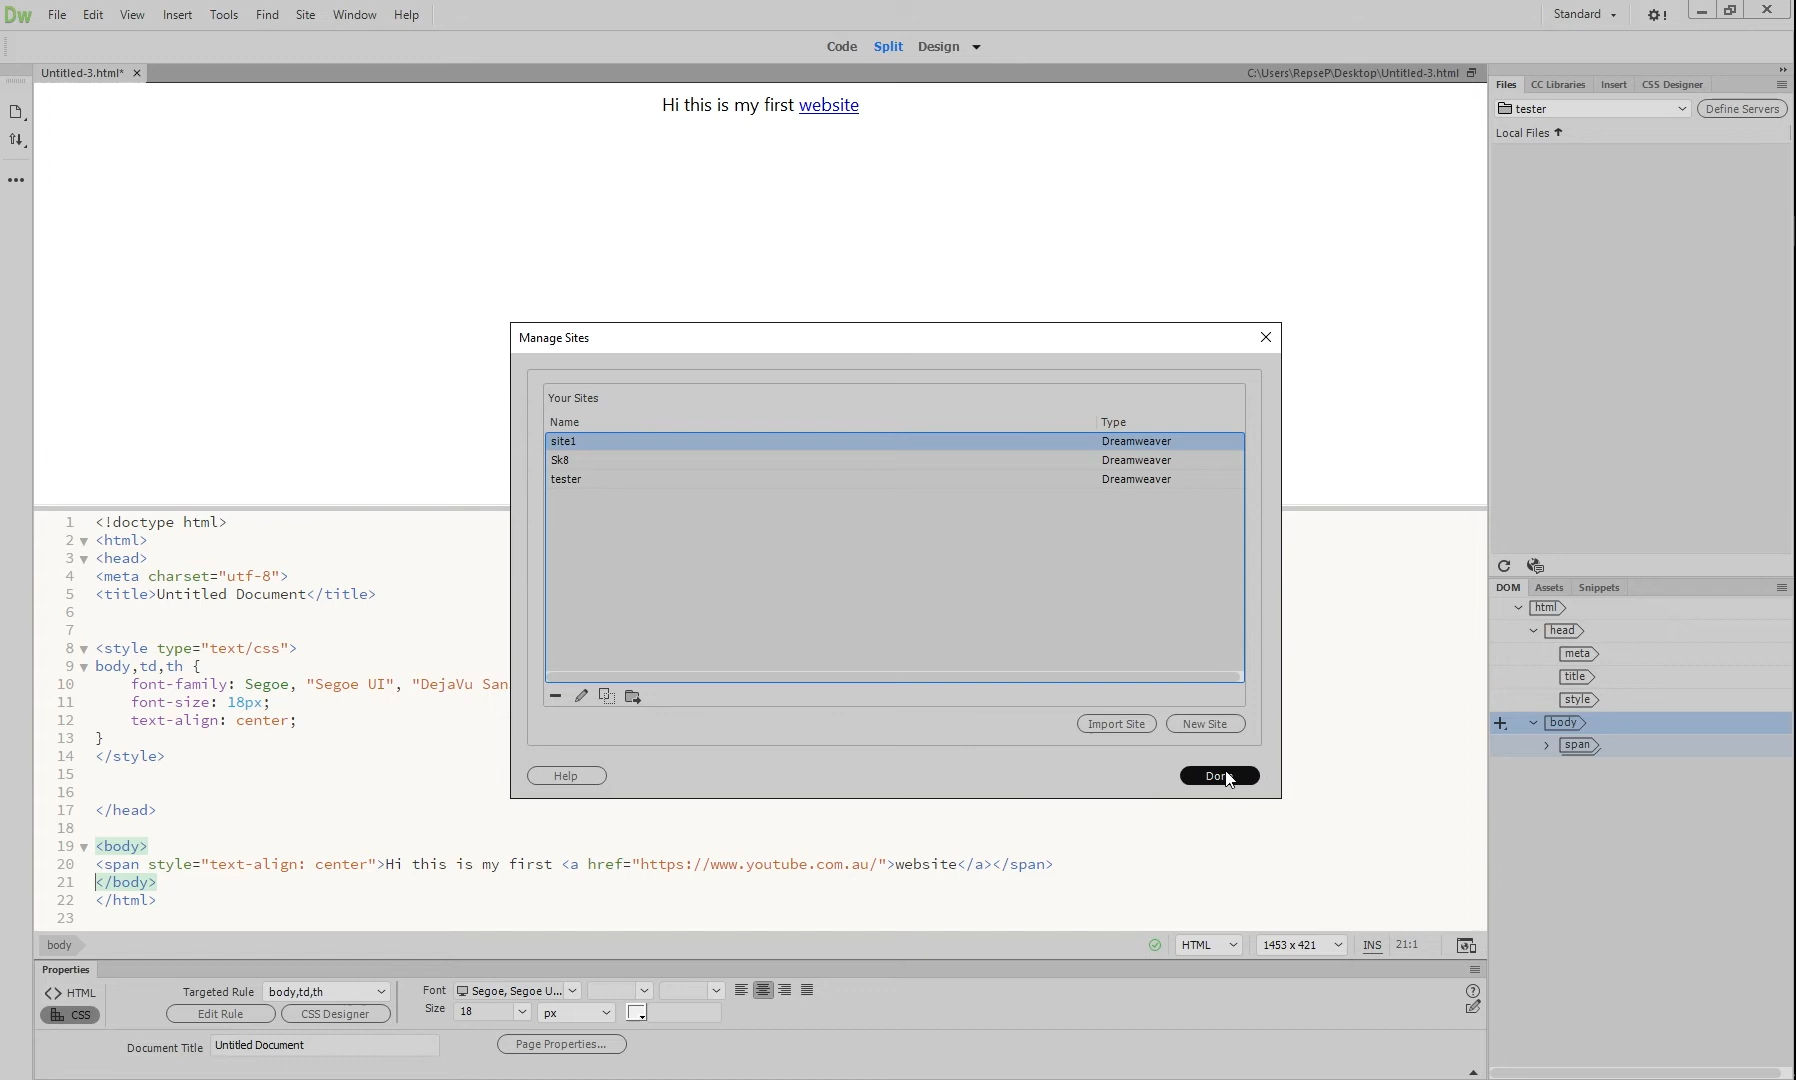 Dw File Edit View Insert Tools Find Site Window Help Standard
Code Split Design
Untitled-3.html* C:\Users\RepseP\Desktop\Untitled-3.html
Hi this is my first website
Files CC Libraries Insert CSS Designer
tester Define Servers
Local Files
Manage Sites
Your Sites
Name Type
site1 Dreamweaver
Sk8 Dreamweaver
tester Dreamweaver
Import Site New Site
Help
1 <!doctype html>
2 <html>
3 <head>
4 <meta charset="utf-8">
5 <title>Untitled Document</title>
6
7
8 <style type="text/css">
9 body,td,th {
10 font-family: Segoe, "Segoe UI", "DejaVu San
11 font-size: 18px;
12 text-align: center;
13 }
14 </style>
15
16
17 </head>
18
19 <body>
20 <span style="text-align: center">Hi this is my first <a href="https://www.youtube.com.au/">website</a></span>
21 </body>
22 </html>
23
DOM Assets Snippets
html
head
meta
title
style
body
span
body HTML 1453 x 421 INS 21:1
Properties
HTML Targeted Rule body,td,th Font Segoe, Segoe U...
CSS Edit Rule CSS Designer Size 18 px
Document Title Untitled Document Page Properties...